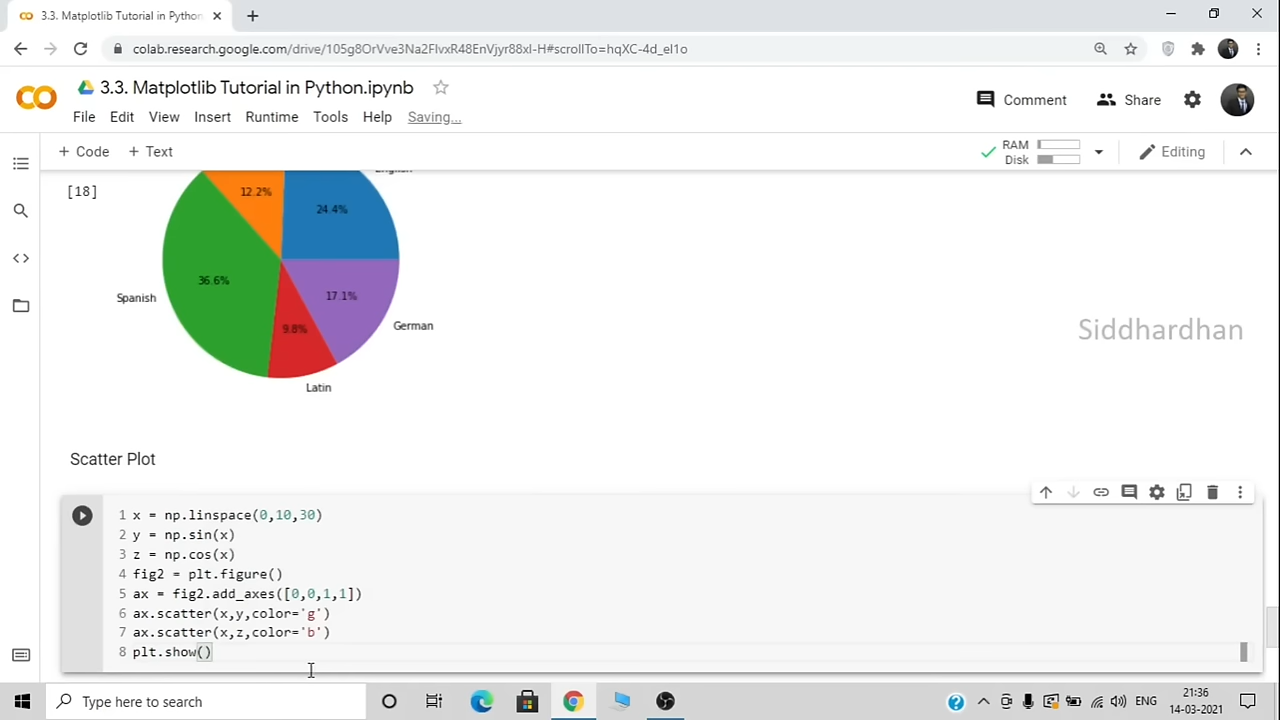 3.3. Matplotlib Tutorial in Python
colab.research.google.com/drive/105g8OrVve3Na2FlvxR48EnVjyr88xl-H#scrollTo=hqXC-4d_el1o
3.3. Matplotlib Tutorial in Python.ipynb
File Edit View Insert Runtime Tools Help Saving...
Comment Share
+ Code + Text
RAM
Disk
Editing
[18]
English
12.2%
24.4%
36.6%
17.1%
Spanish
9.8%
German
Latin
Siddhardhan
Scatter Plot
1 x = np.linspace(0,10,30)
2 y = np.sin(x)
3 z = np.cos(x)
4 fig2 = plt.figure()
5 ax = fig2.add_axes([0,0,1,1])
6 ax.scatter(x,y,color='g')
7 ax.scatter(x,z,color='b')
8 plt.show()
Type here to search
ENG
21:36
14-03-2021